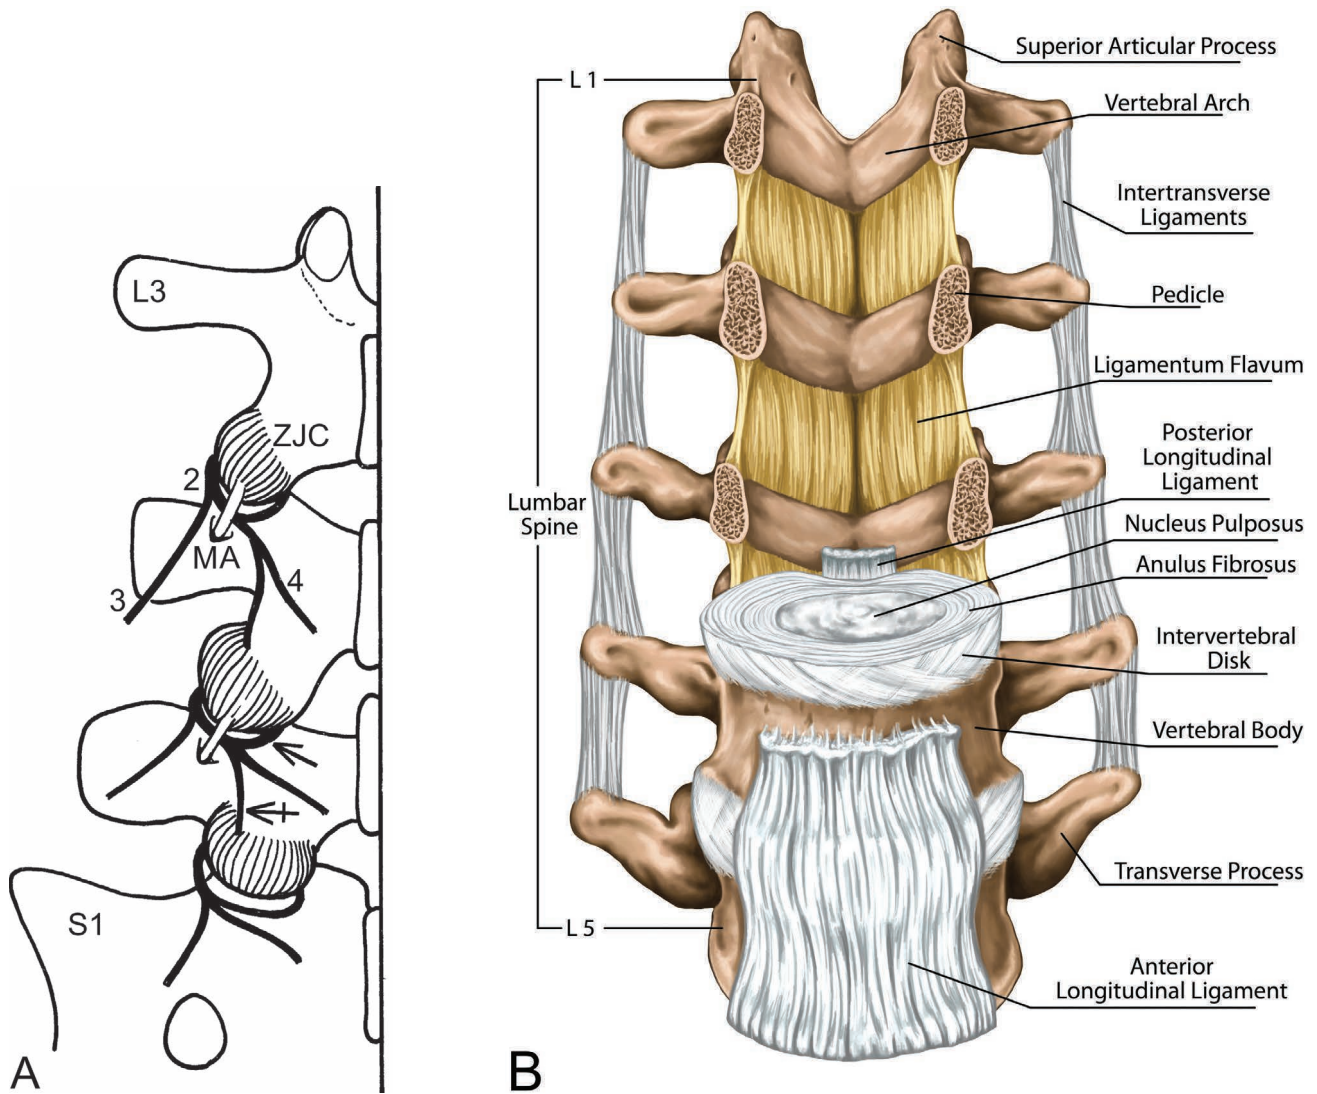 L3
ZJC
2
MA
3
4
S1
A
L 1
Lumbar
Spine
L 5
Superior Articular Process
Vertebral Arch
Intertransverse
Ligaments
Pedicle
Ligamentum Flavum
Posterior
Longitudinal
Ligament
Nucleus Pulposus
Anulus Fibrosus
Intervertebral
Disk
Vertebral Body
Transverse Process
Anterior
Longitudinal Ligament
B